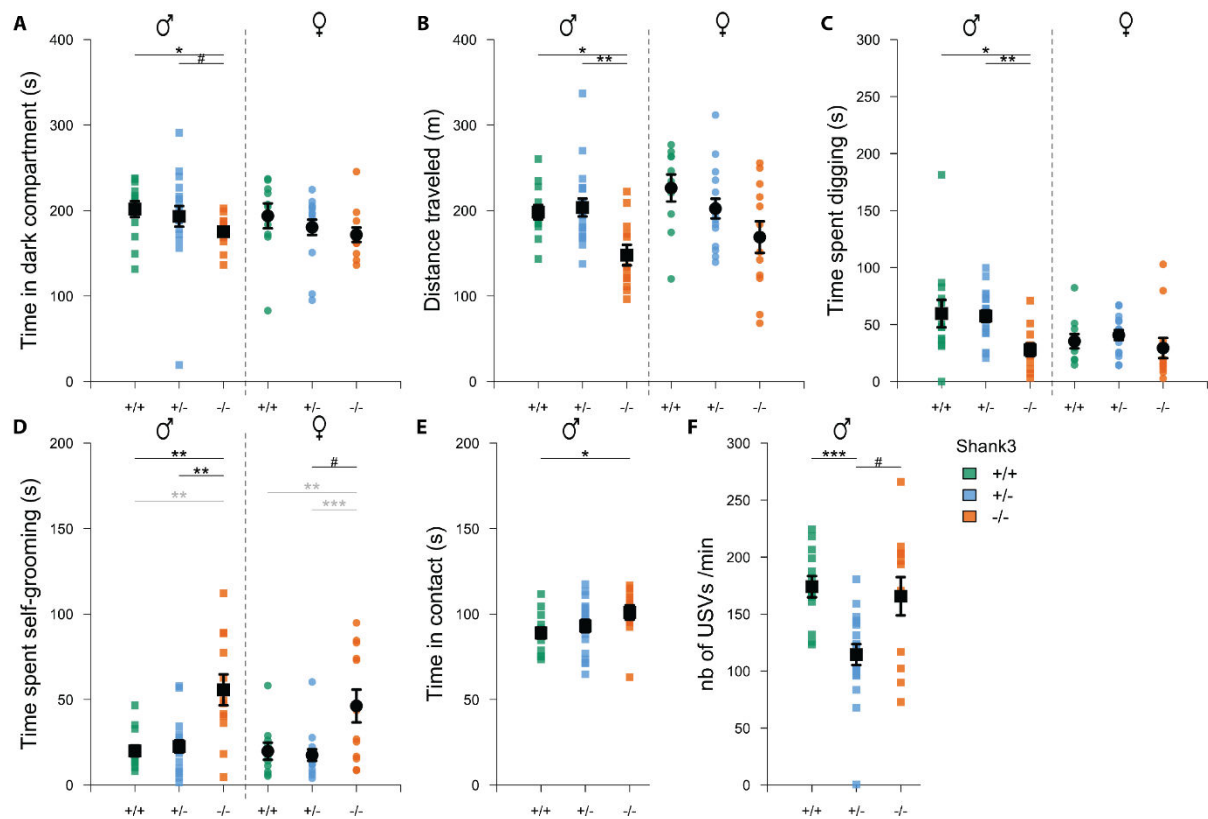 A ♂ ♀
Time in dark compartment (s)
400
300
200
100
0
* 
#
+/+ +/- -/- +/+ +/- -/-
B ♂ ♀
Distance traveled (m)
400
300
200
100
0
*
**
+/+ +/- -/- +/+ +/- -/-
C ♂ ♀
Time spent digging (s)
300
250
200
150
100
50
0
*
**
+/+ +/- -/- +/+ +/- -/-
D ♂ ♀
Time spent self-grooming (s)
200
150
100
50
0
**
**
**
#
**
***
+/+ +/- -/- +/+ +/- -/-
E ♂
Time in contact (s)
200
150
100
50
0
*
+/+ +/- -/-
F ♂
nb of USVs /min
300
250
200
150
100
50
0
*** #
+/+ +/- -/-
Shank3
+/+
+/-
-/-